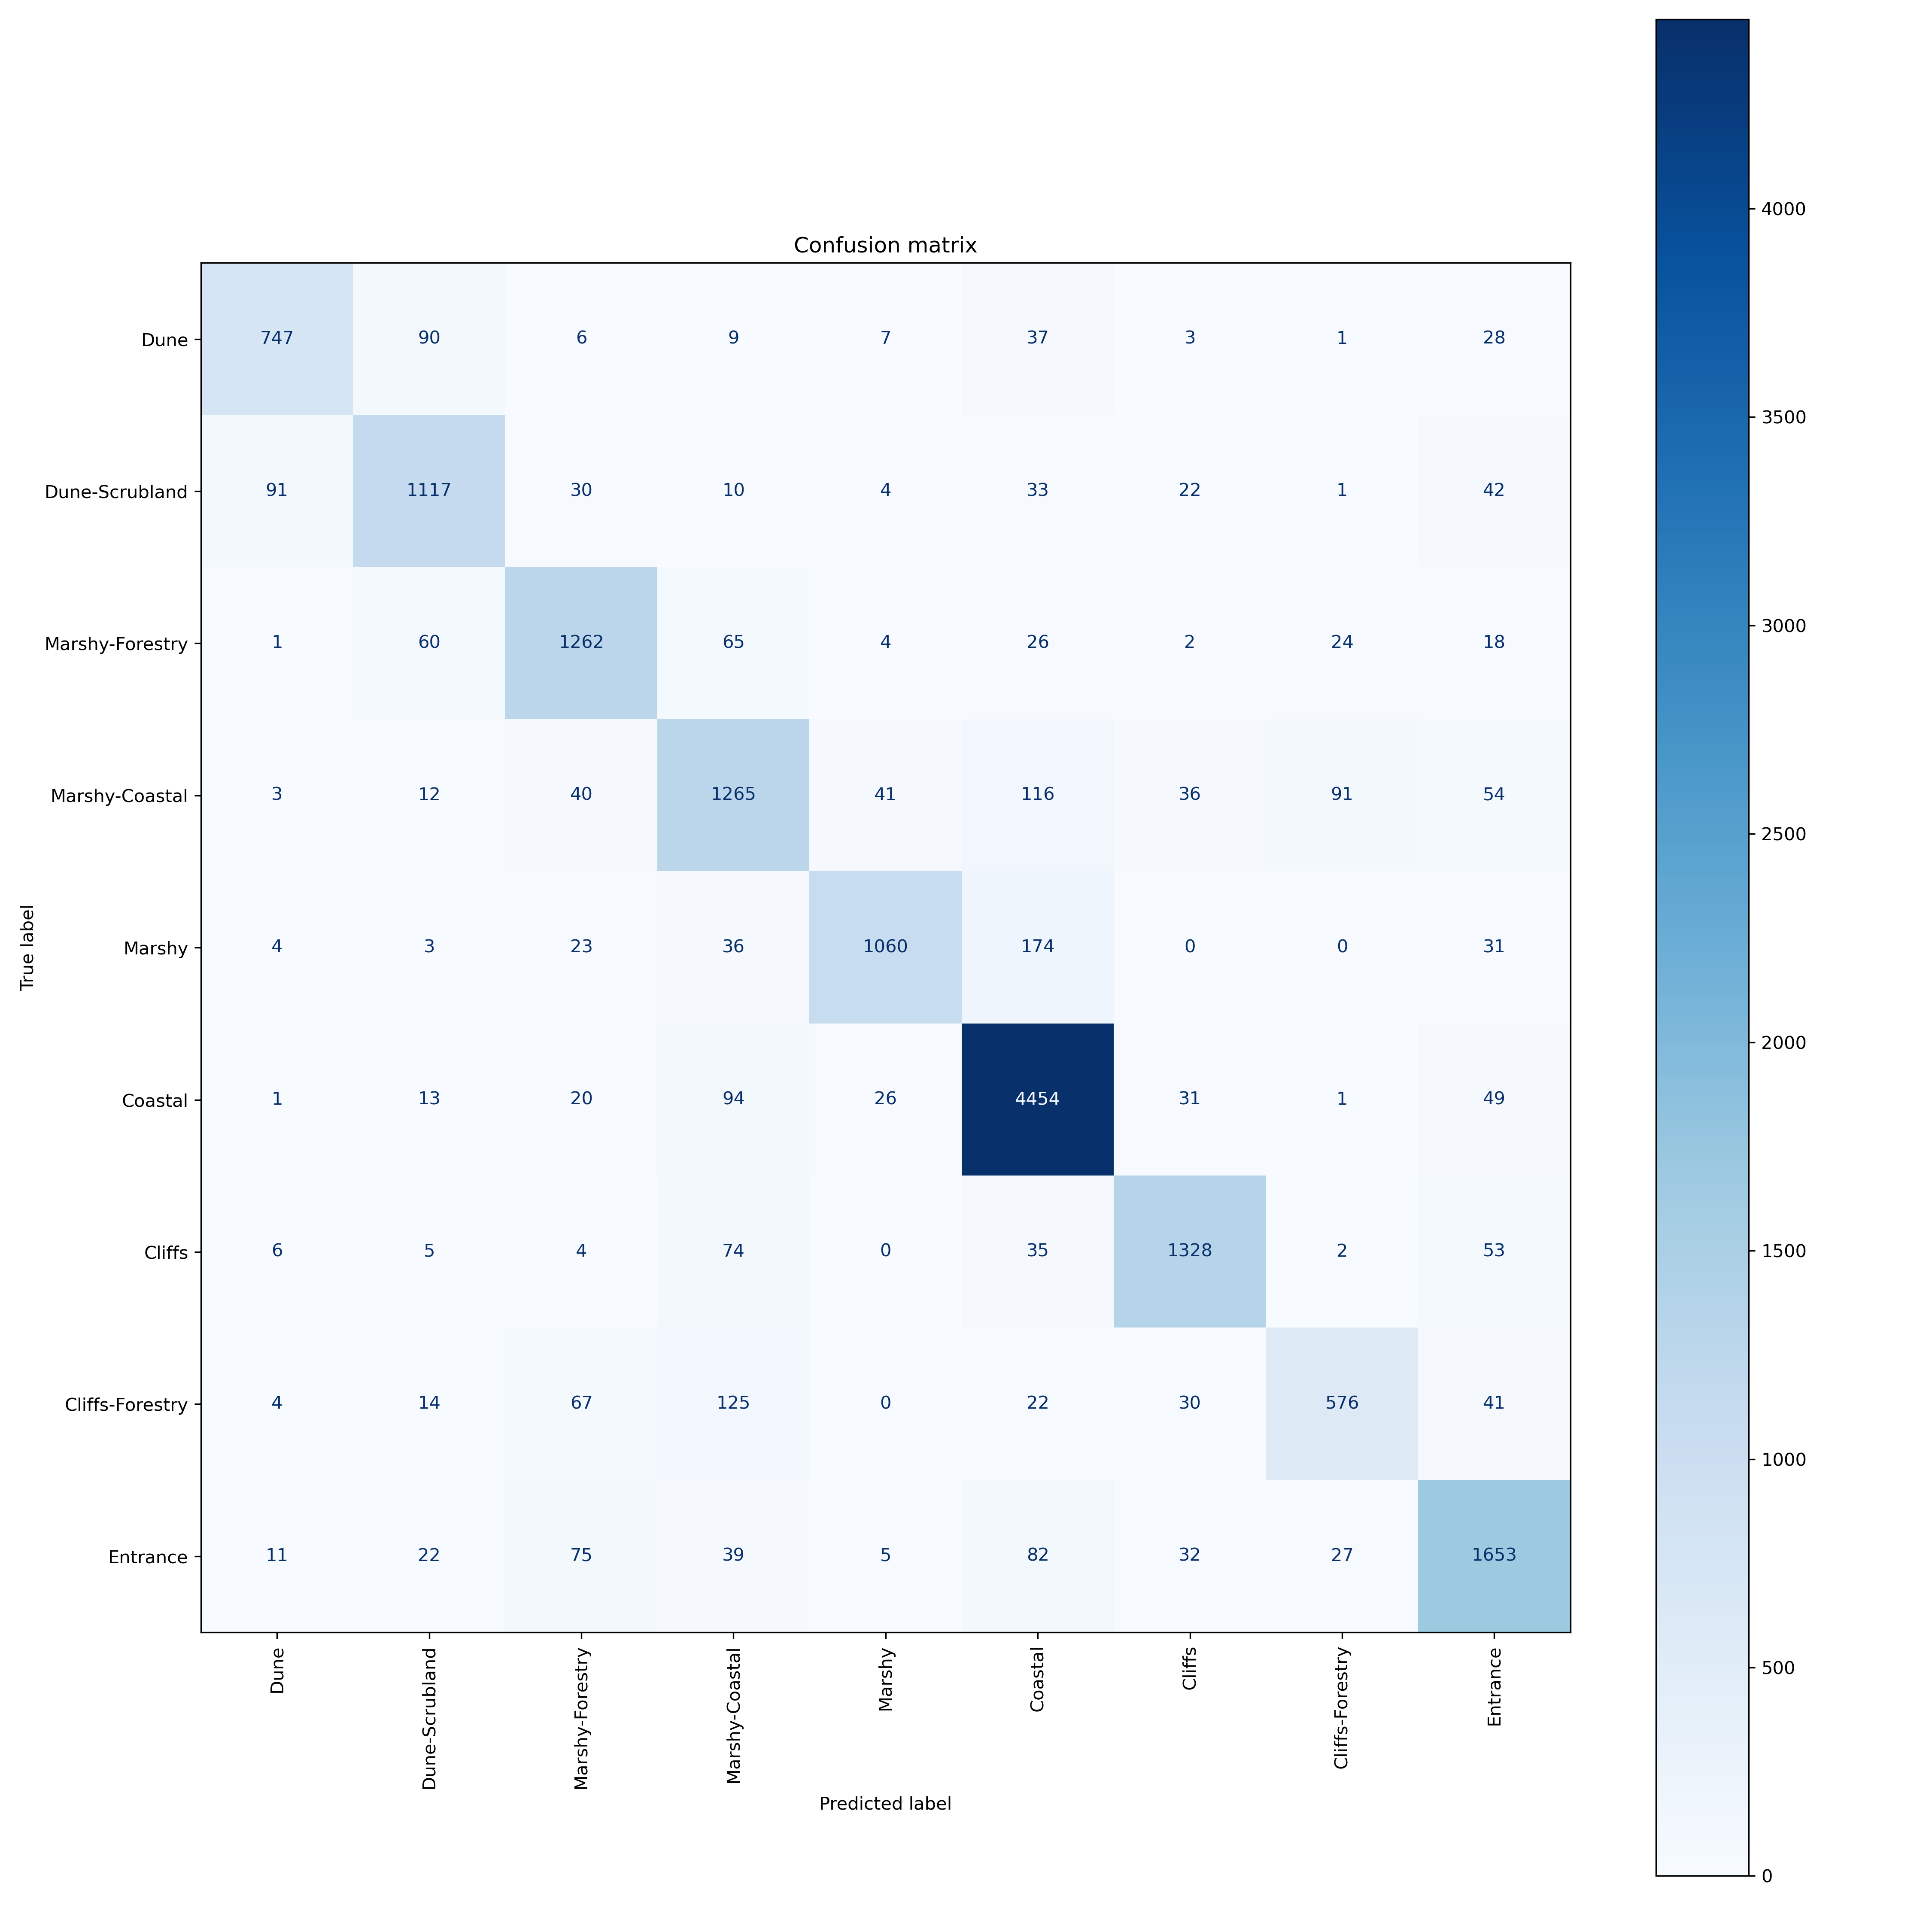 Confusion matrix
Dune 747 90 6 9 7 37 3 1 28
Dune-Scrubland 91 1117 30 10 4 33 22 1 42
Marshy-Forestry 1 60 1262 65 4 26 2 24 18
Marshy-Coastal 3 12 40 1265 41 116 36 91 54
Marshy 4 3 23 36 1060 174 0 0 31
Coastal 1 13 20 94 26 4454 31 1 49
Cliffs 6 5 4 74 0 35 1328 2 53
Cliffs-Forestry 4 14 67 125 0 22 30 576 41
Entrance 11 22 75 39 5 82 32 27 1653
True label
Dune
Dune-Scrubland
Marshy-Forestry
Marshy-Coastal
Marshy
Coastal
Cliffs
Cliffs-Forestry
Entrance
Predicted label
4000
3500
3000
2500
2000
1500
1000
500
0